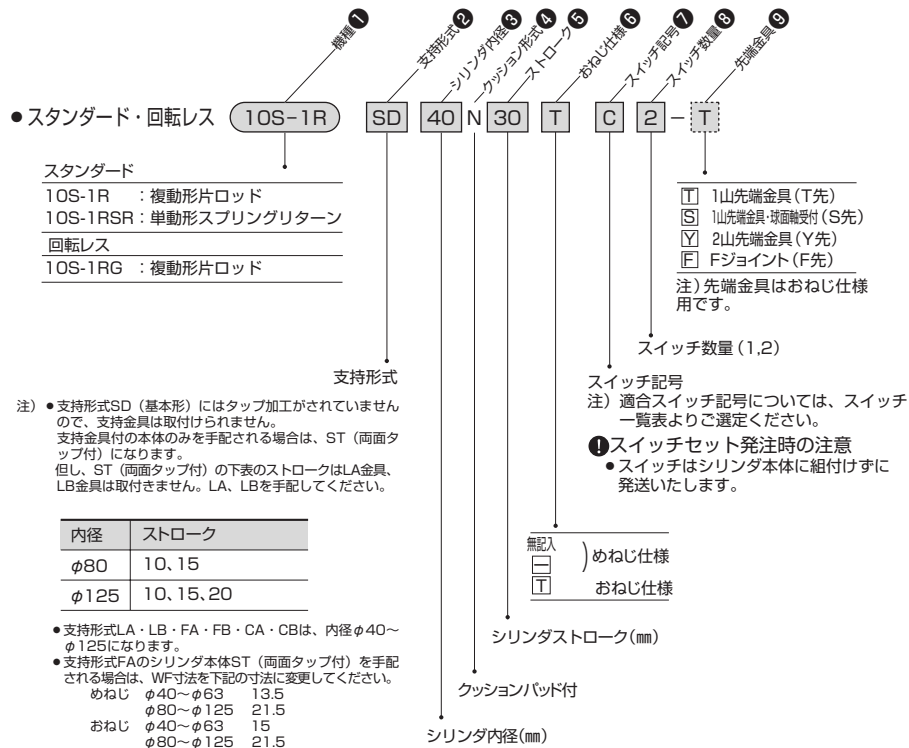 機種❶
支持形式❷
シリンダ内径❸
クッション形式❹
ストローク❺
おねじ仕様❻
スイッチ記号❼
スイッチ数量❽
先端金具❾
●スタンダード・回転レス 10S-1R SD 40 N 30 T C 2 - T
スタンダード
10S-1R ：複動形片ロッド
10S-1RSR：単動形スプリングリターン
回転レス
10S-1RG ：複動形片ロッド
T 1山先端金具(T先)
S 1山先端金具・球面軸受付(S先)
Y 2山先端金具(Y先)
F Fジョイント(F先)
注)先端金具はおねじ仕様
用です。
スイッチ数量(1,2)
スイッチ記号
注）適合スイッチ記号については、スイッチ
一覧表よりご選定ください。
❗スイッチセット発注時の注意
●スイッチはシリンダ本体に組付けずに
発送いたします。
支持形式
注）●支持形式SD（基本形）にはタップ加工がされていません
ので、支持金具は取付けられません。
支持金具付の本体のみを手配される場合は、ST（両面タ
ップ付）になります。
但し、ST（両面タップ付）の下表のストロークはLA金具、
LB金具は取付きません。LA、LBを手配してください。
内径 ストローク
φ80 10、15
φ125 10、15、20
●支持形式LA・LB・FA・FB・CA・CBは、内径φ40〜
φ125になります。
●支持形式FAのシリンダ本体ST（両面タップ付）を手配
される場合は、WF寸法を下記の寸法に変更してください。
めねじ φ40〜φ63 13.5
φ80〜φ125 21.5
おねじ φ40〜φ63 15
φ80〜φ125 21.5
無記入
一 )めねじ仕様
T おねじ仕様
シリンダストローク(㎜)
クッションパッド付
シリンダ内径(㎜)